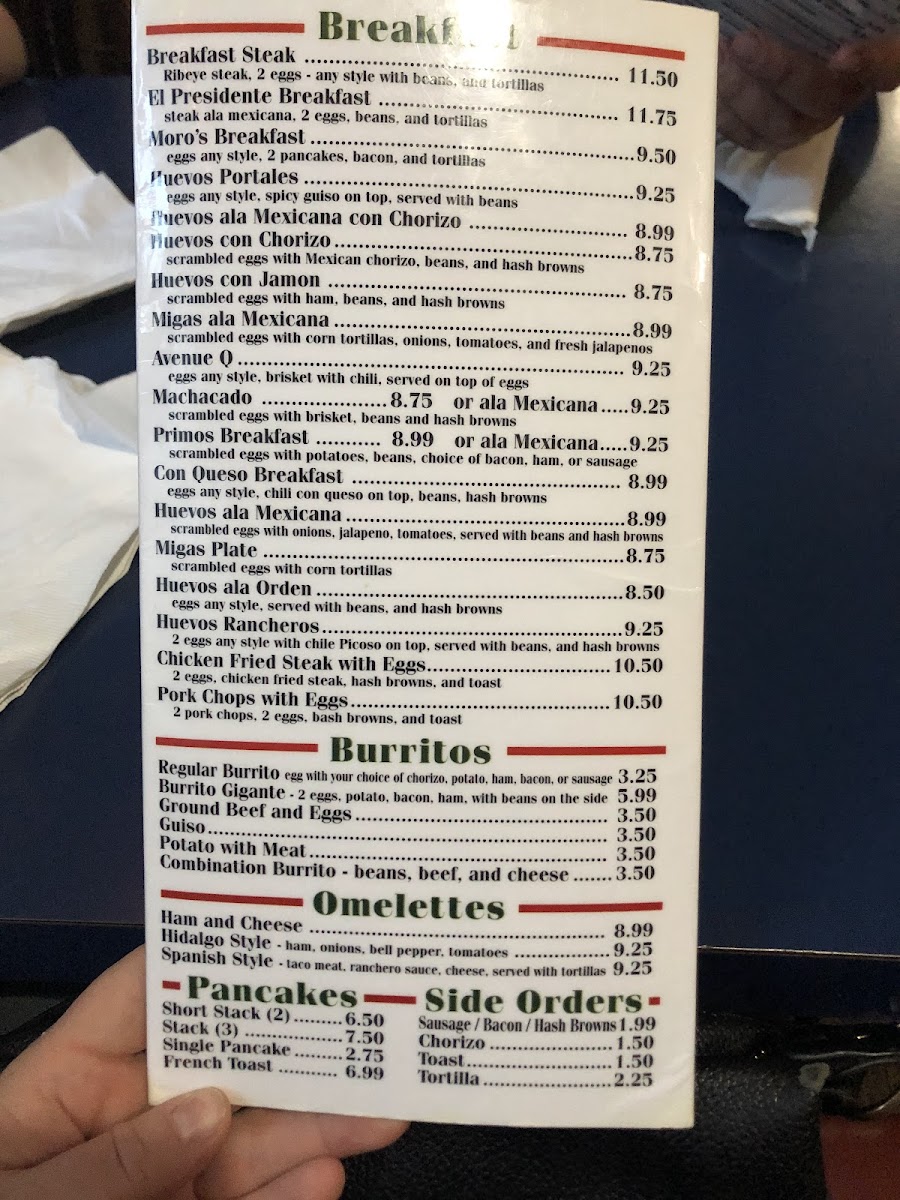 Breakfast
Breakfast Steak ........ 11.50
Ribeye steak, 2 eggs - any style with beans, and tortillas
El Presidente Breakfast ........ 11.75
steak ala mexicana, 2 eggs, beans, and tortillas
Moro's Breakfast ........ 9.50
eggs any style, 2 pancakes, bacon, and tortillas
Huevos Portales ........ 9.25
eggs any style, spicy guiso on top, served with beans
Huevos ala Mexicana con Chorizo ........ 8.99
Huevos con Chorizo ........ 8.75
scrambled eggs with Mexican chorizo, beans, and hash browns
Huevos con Jamon ........ 8.75
scrambled eggs with ham, beans, and hash browns
Migas ala Mexicana ........ 8.99
scrambled eggs with corn tortillas, onions, tomatoes, and fresh jalapenos
Avenue Q ........ 9.25
eggs any style, brisket with chili, served on top of eggs
Machacado ........ 8.75 or ala Mexicana ..... 9.25
scrambled eggs with brisket, beans and hash browns
Primos Breakfast ........ 8.99 or ala Mexicana ..... 9.25
scrambled eggs with potatoes, beans, choice of bacon, ham, or sausage
Con Queso Breakfast ........ 8.99
eggs any style, chili con queso on top, beans, hash browns
Huevos ala Mexicana ........ 8.99
scrambled eggs with onions, jalapeno, tomatoes, served with beans and hash browns
Migas Plate ........ 8.75
scrambled eggs with corn tortillas
Huevos ala Orden ........ 8.50
eggs any style, served with beans, and hash browns
Huevos Rancheros ........ 9.25
2 eggs any style with chile Picoso on top, served with beans, and hash browns
Chicken Fried Steak with Eggs ........ 10.50
2 eggs, chicken fried steak, hash browns, and toast
Pork Chops with Eggs ........ 10.50
2 pork chops, 2 eggs, bash browns, and toast
Burritos
Regular Burrito egg with your choice of chorizo, potato, ham, bacon, or sausage 3.25
Burrito Gigante - 2 eggs, potato, bacon, ham, with beans on the side 5.99
Ground Beef and Eggs ........ 3.50
Guiso ........ 3.50
Potato with Meat ........ 3.50
Combination Burrito - beans, beef, and cheese ....... 3.50
Omelettes
Ham and Cheese ........ 8.99
Hidalgo Style - ham, onions, bell pepper, tomatoes ........ 9.25
Spanish Style - taco meat, ranchero sauce, cheese, served with tortillas 9.25
Pancakes
Short Stack (2) ........ 6.50
Stack (3) ........ 7.50
Single Pancake ........ 2.75
French Toast ........ 6.99
Side Orders
Sausage / Bacon / Hash Browns 1.99
Chorizo ........ 1.50
Toast ........ 1.50
Tortilla ........ 2.25